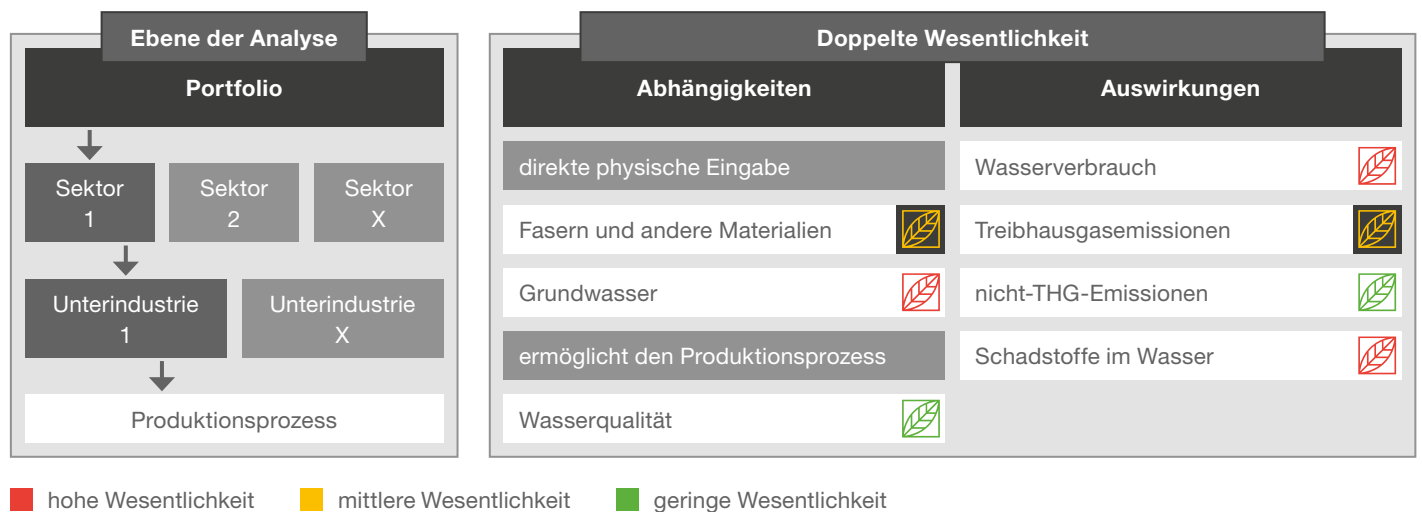 Ebene der Analyse
Portfolio
Sektor
1
Sektor
2
Sektor
X
Unterindustrie
1
Unterindustrie
X
Produktionsprozess
Doppelte Wesentlichkeit
Abhängigkeiten
direkte physische Eingabe
Fasern und andere Materialien
Grundwasser
ermöglicht den Produktionsprozess
Wasserqualität
Auswirkungen
Wasserverbrauch
Treibhausgasemissionen
nicht-THG-Emissionen
Schadstoffe im Wasser
hohe Wesentlichkeit
mittlere Wesentlichkeit
geringe Wesentlichkeit